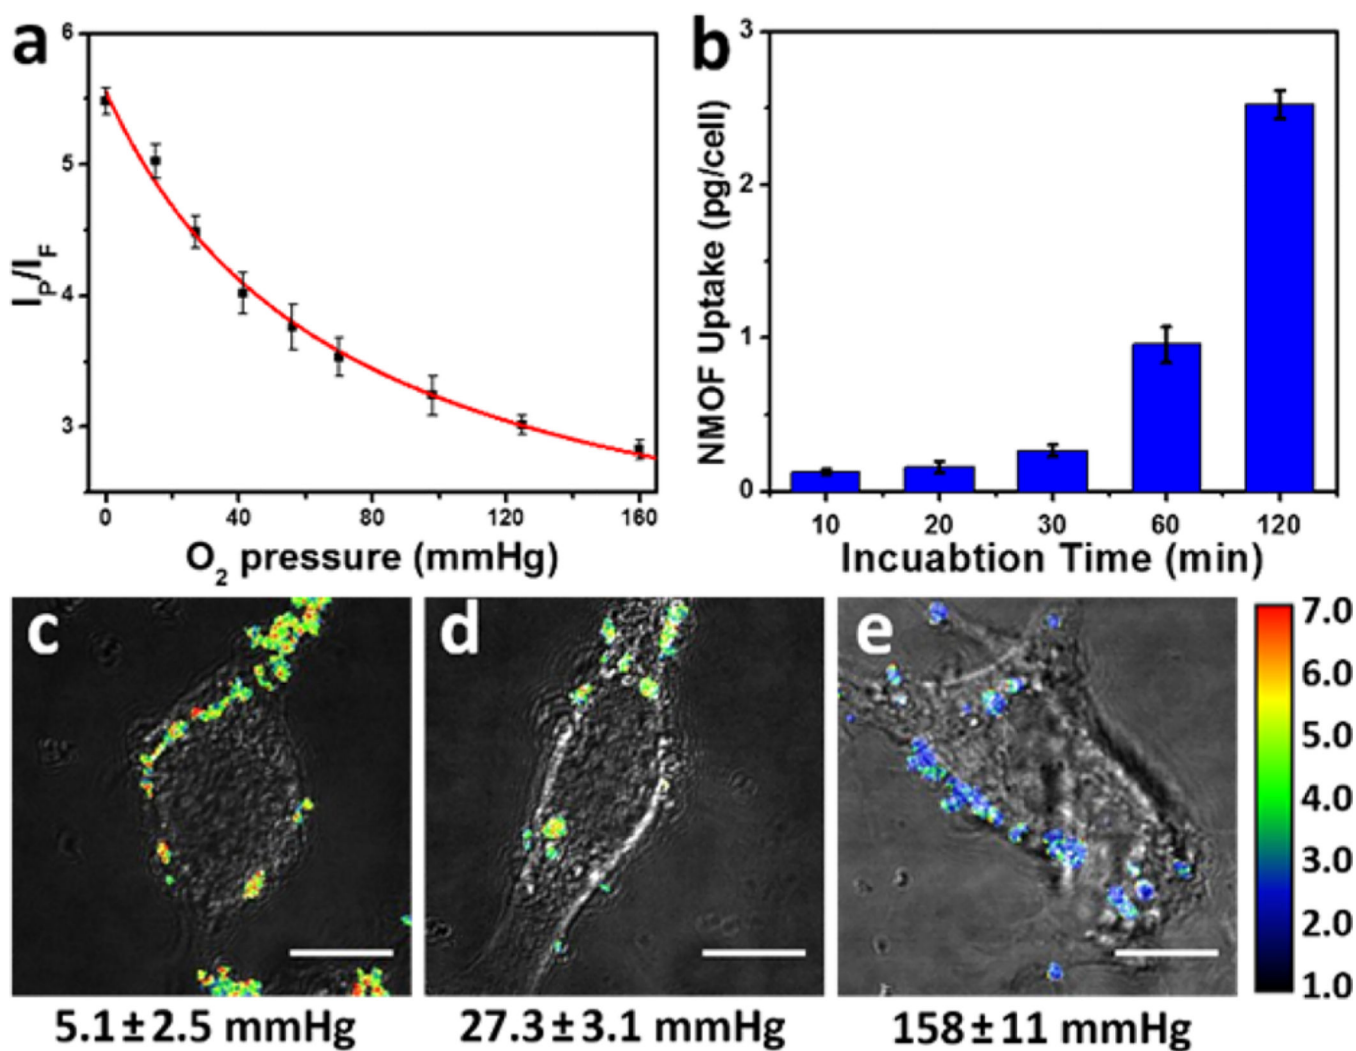 a
6
5
4
3
I_P/I_F
0 40 80 120 160
O₂ pressure (mmHg)
b
3
2
1
0
NMOF Uptake (pg/cell)
10 20 30 60 120
Incuabtion Time (min)
c
d
e
7.0
6.0
5.0
4.0
3.0
2.0
1.0
5.1±2.5 mmHg
27.3±3.1 mmHg
158±11 mmHg